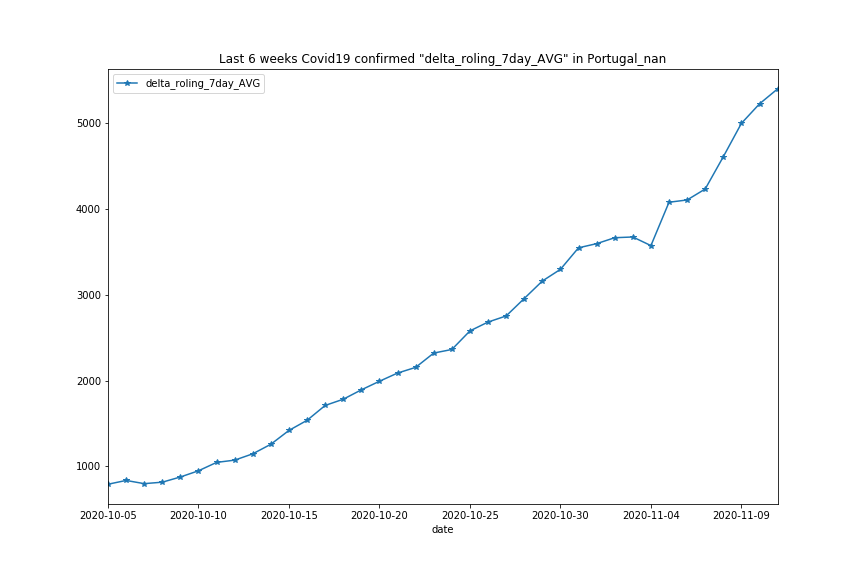 Last 6 weeks Covid19 confirmed "delta_roling_7day_AVG" in Portugal_nan
delta_roling_7day_AVG
5000
4000
3000
2000
1000
2020-10-05 2020-10-10 2020-10-15 2020-10-20 2020-10-25 2020-10-30 2020-11-04 2020-11-09
date